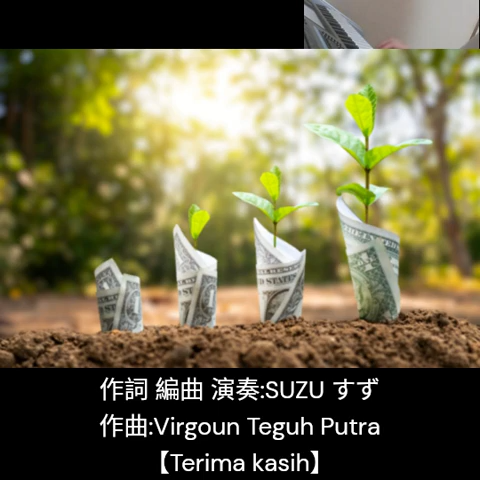 作詞 編曲 演奏:SUZU すず
作曲:Virgoun Teguh Putra
【Terima kasih】